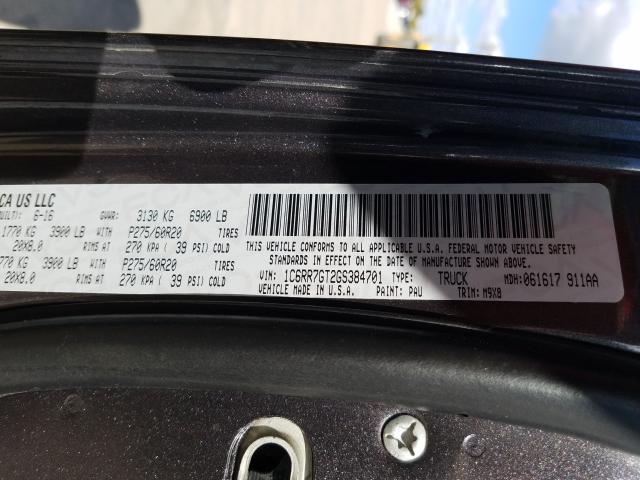 CA US LLC
UILT): 6-16 GVWR: 3130 KG 6900 LB
1770 KG 3900 LB WITH P275/60R20 TIRES
20X8.0 RIMS AT 270 KPA ( 39 PSI) COLD
770 KG 3900 LB WITH P275/60R20 TIRES
20X8.0 RIMS AT 270 KPA ( 39 PSI) COLD
THIS VEHICLE CONFORMS TO ALL APPLICABLE U.S.A. FEDERAL MOTOR VEHICLE SAFETY
STANDARDS IN EFFECT ON THE DATE OF MANUFACTURE SHOWN ABOVE.
VIN: 1C6RR7GT2GS384701 TYPE: TRUCK MDH: 061617 911AA
VEHICLE MADE IN U.S.A. PAINT: PAU TRIM: M9X8